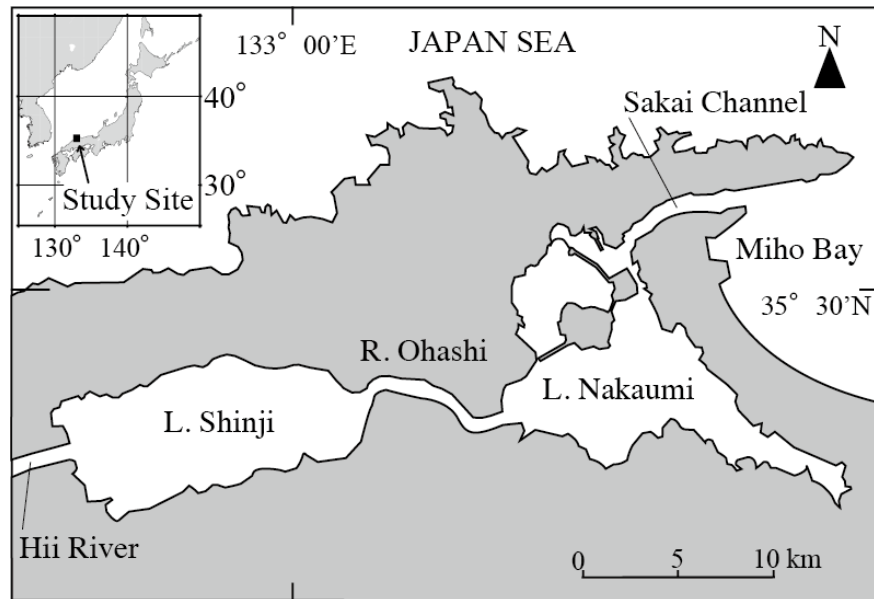 133° 00’E
JAPAN SEA
N
40°
Sakai Channel
30°
Study Site
130°
140°
Miho Bay
35° 30’N
R. Ohashi
L. Nakaumi
L. Shinji
Hii River
0 5 10 km